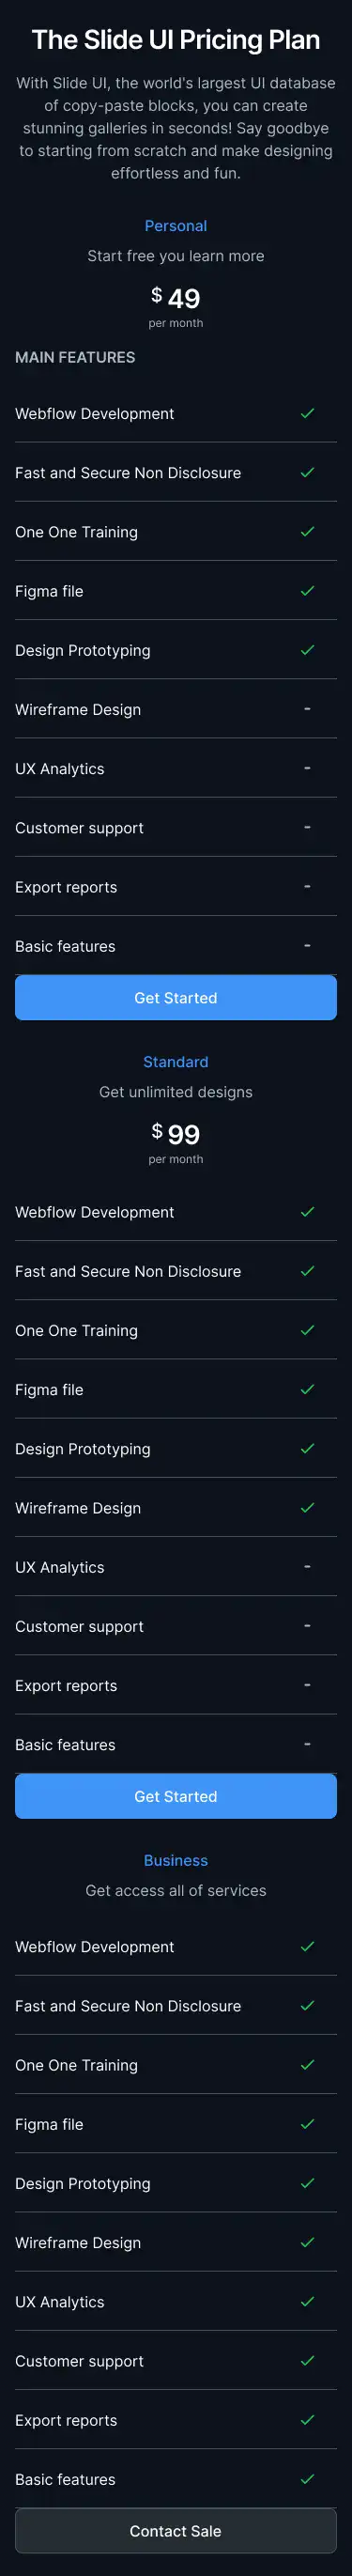 The Slide UI Pricing Plan
With Slide UI, the world's largest UI database
of copy-paste blocks, you can create
stunning galleries in seconds! Say goodbye
to starting from scratch and make designing
effortless and fun.
Personal
Start free you learn more
$ 49
per month
MAIN FEATURES
Webflow Development
Fast and Secure Non Disclosure
One One Training
Figma file
Design Prototyping
Wireframe Design -
UX Analytics -
Customer support -
Export reports -
Basic features -
Get Started
Standard
Get unlimited designs
$ 99
per month
Webflow Development
Fast and Secure Non Disclosure
One One Training
Figma file
Design Prototyping
Wireframe Design
UX Analytics -
Customer support -
Export reports -
Basic features -
Get Started
Business
Get access all of services
Webflow Development
Fast and Secure Non Disclosure
One One Training
Figma file
Design Prototyping
Wireframe Design
UX Analytics
Customer support
Export reports
Basic features
Contact Sale